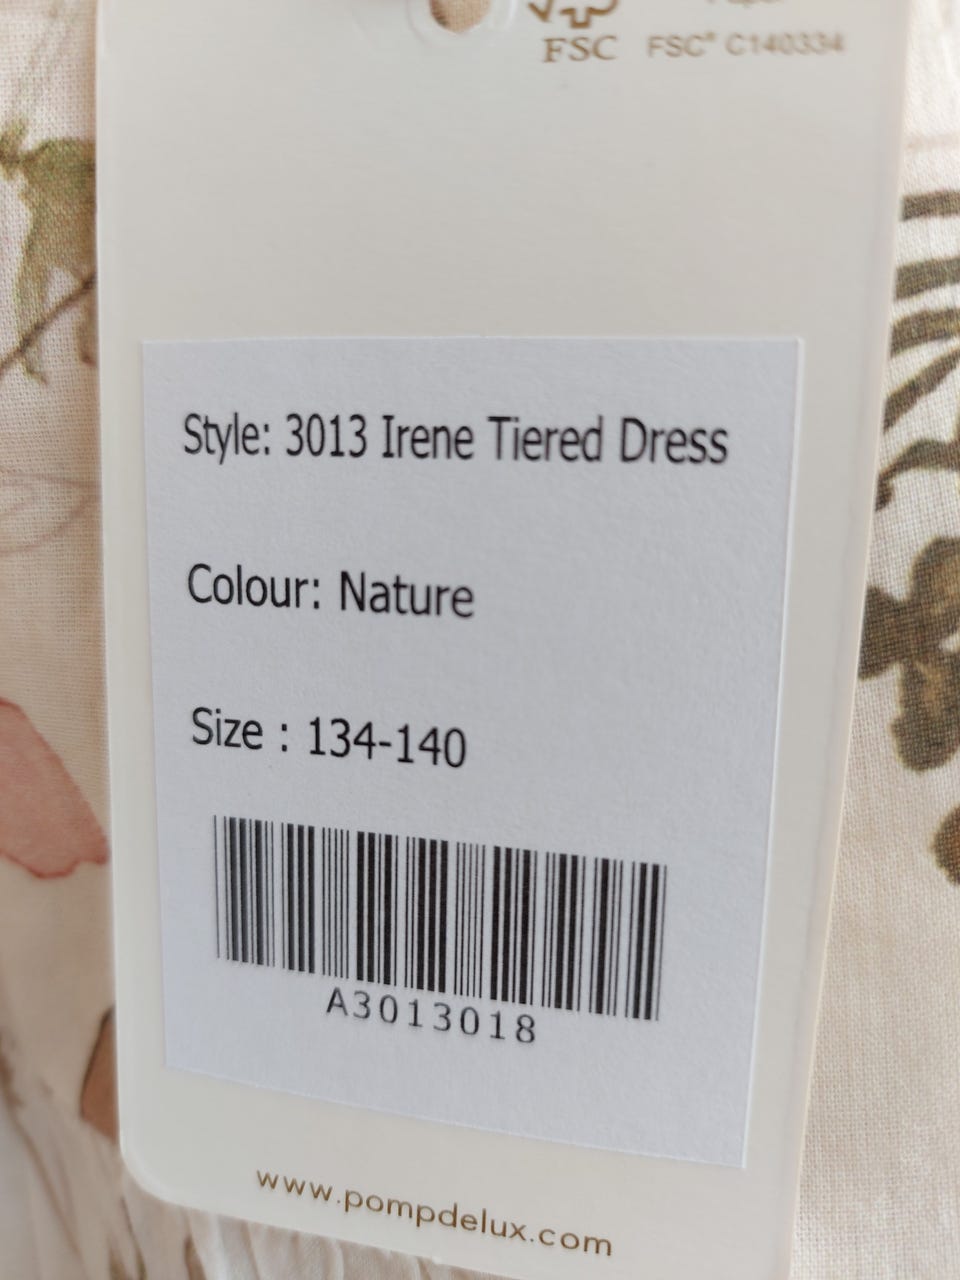 FSC FSC® C140334
Style: 3013 Irene Tiered Dress
Colour: Nature
Size : 134-140
A3013018
www.pompdelux.com